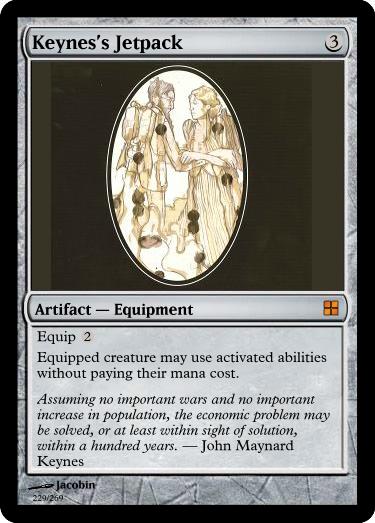 Keynes's Jetpack 3
Artifact — Equipment
Equip 2
Equipped creature may use activated abilities
without paying their mana cost.
Assuming no important wars and no important
increase in population, the economic problem may
be solved, or at least within sight of solution,
within a hundred years. — John Maynard
Keynes
Jacobin
229/269